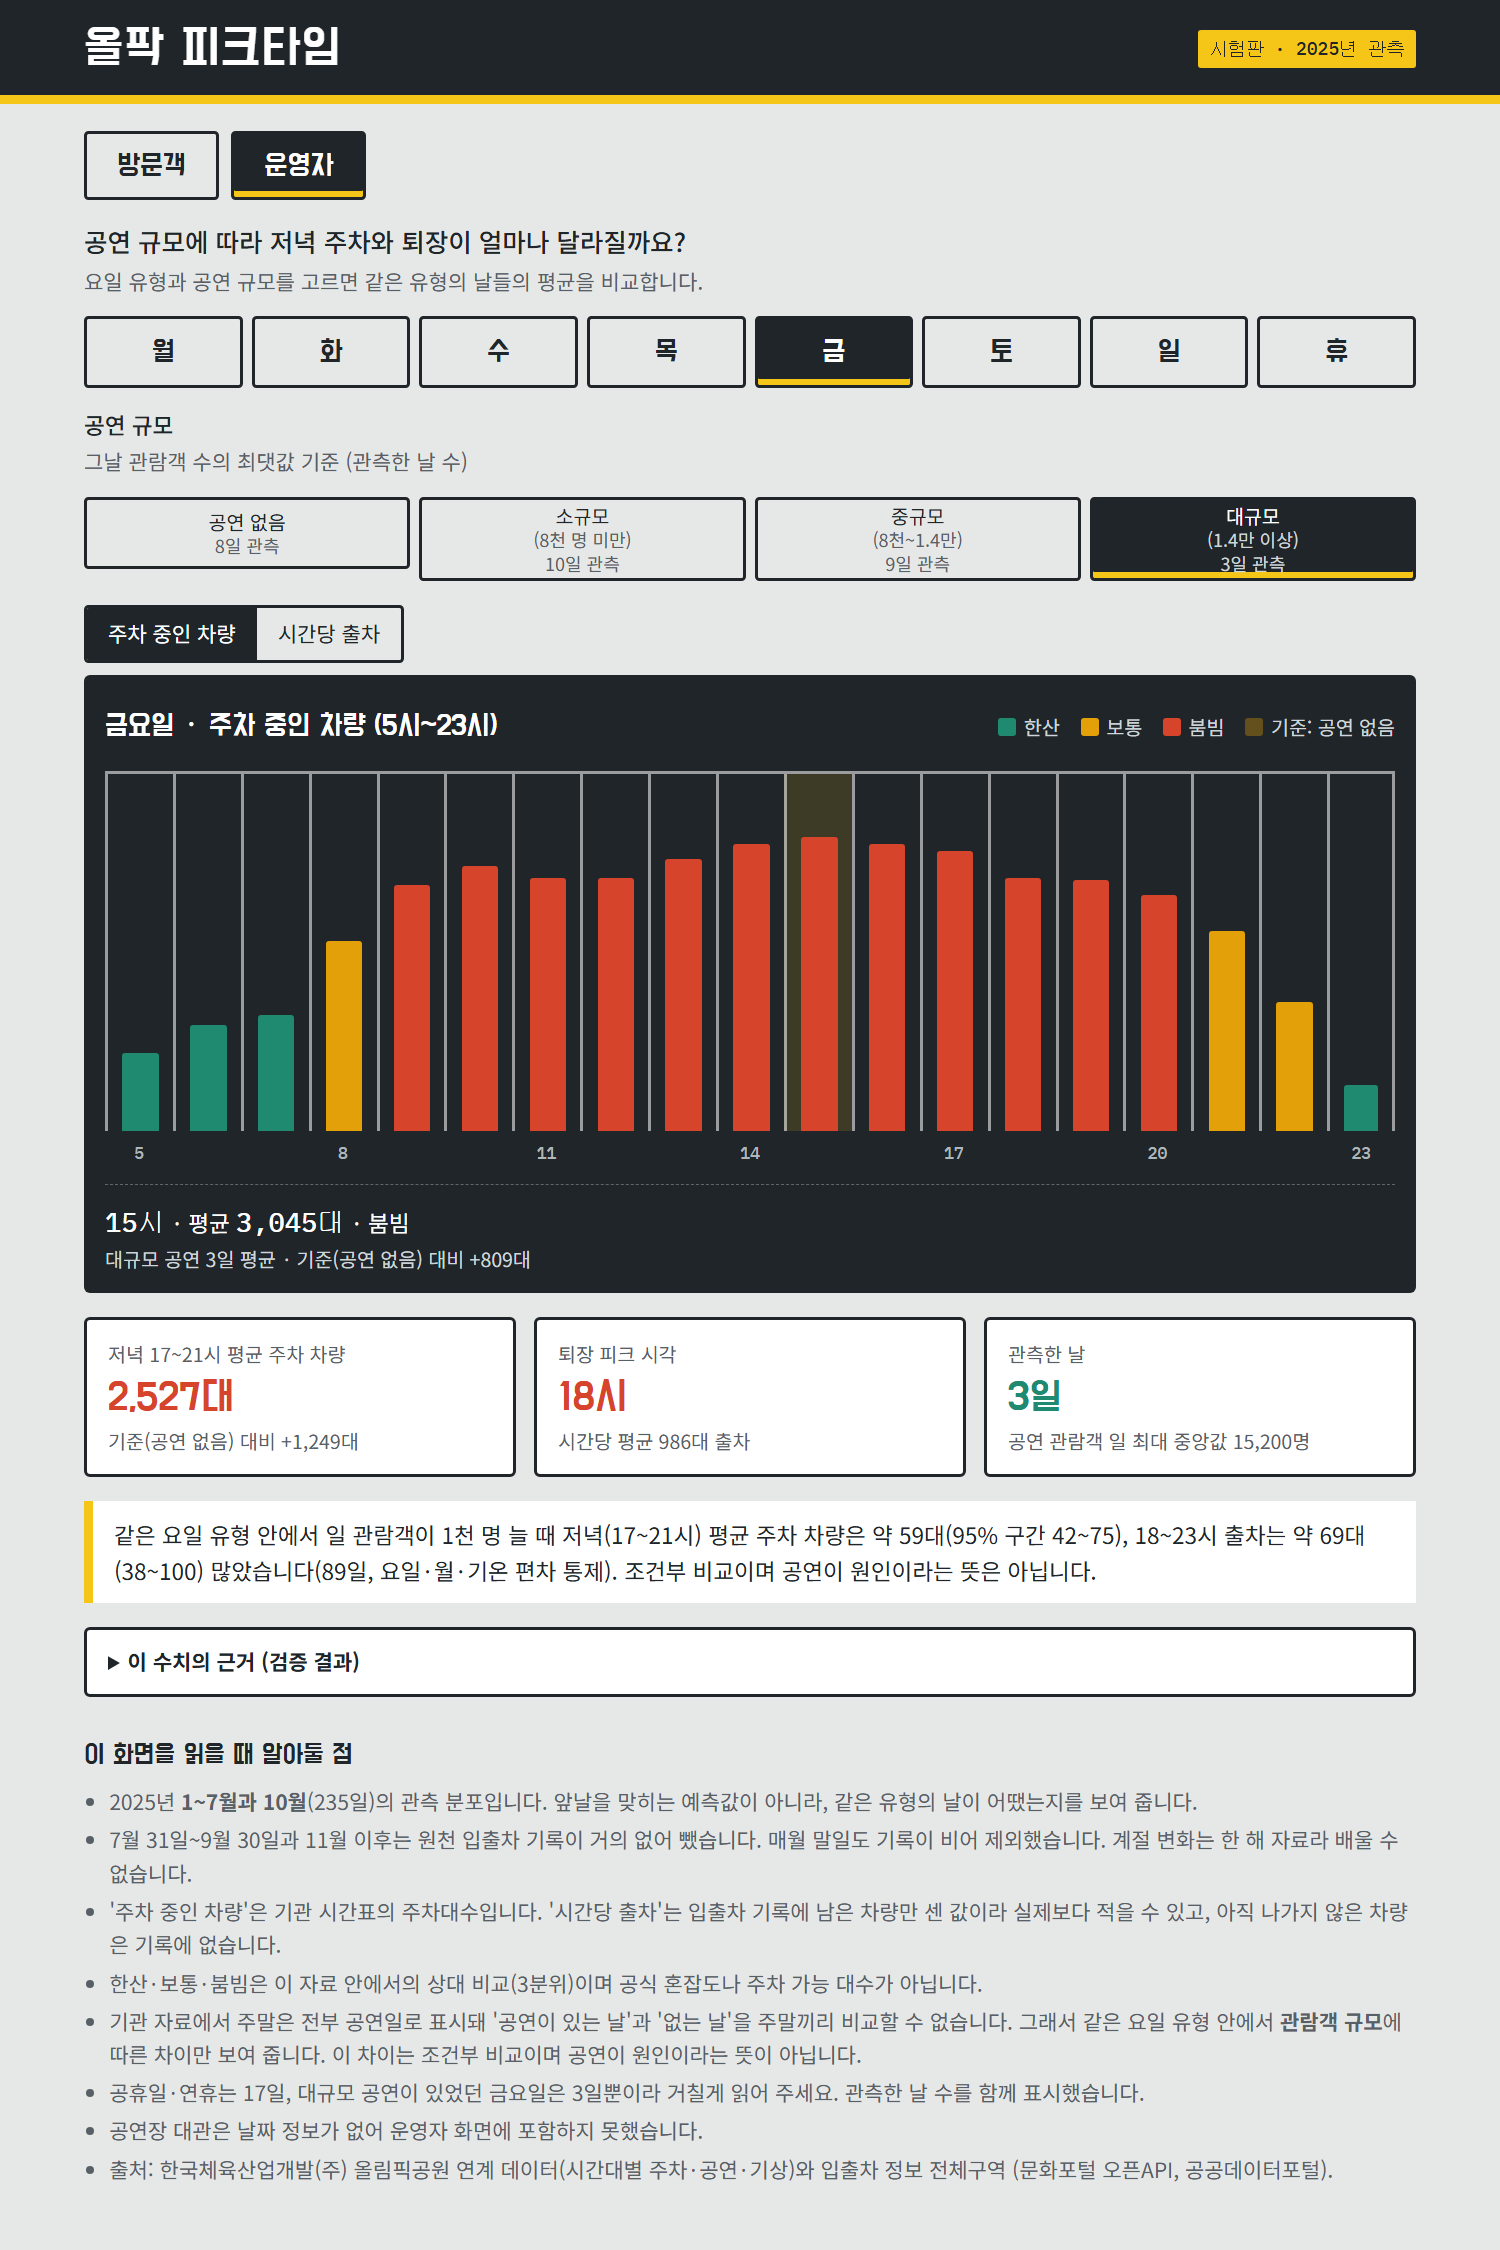 올팍 피크타임
시험판 · 2025년 관측
방문객
운영자
공연 규모에 따라 저녁 주차와 퇴장이 얼마나 달라질까요?
요일 유형과 공연 규모를 고르면 같은 유형의 날들의 평균을 비교합니다.
월
화
수
목
금
토
일
휴
공연 규모
그날 관람객 수의 최댓값 기준 (관측한 날 수)
공연 없음
8일 관측
소규모
(8천 명 미만)
10일 관측
중규모
(8천~1.4만)
9일 관측
대규모
(1.4만 이상)
3일 관측
주차 중인 차량
시간당 출차
금요일 · 주차 중인 차량 (5시~23시)
한산
보통
붐빔
기준: 공연 없음
5
8
11
14
17
20
23
15시 · 평균 3,045대 · 붐빔
대규모 공연 3일 평균 · 기준(공연 없음) 대비 +809대
저녁 17~21시 평균 주차 차량
2,527대
기준(공연 없음) 대비 +1,249대
퇴장 피크 시각
18시
시간당 평균 986대 출차
관측한 날
3일
공연 관람객 일 최대 중앙값 15,200명
같은 요일 유형 안에서 일 관람객이 1천 명 늘 때 저녁(17~21시) 평균 주차 차량은 약 59대(95% 구간 42~75), 18~23시 출차는 약 69대
(38~100) 많았습니다(89일, 요일·월·기온 편차 통제). 조건부 비교이며 공연이 원인이라는 뜻은 아닙니다.
▶ 이 수치의 근거 (검증 결과)
이 화면을 읽을 때 알아둘 점
• 2025년 1~7월과 10월(235일)의 관측 분포입니다. 앞날을 맞히는 예측값이 아니라, 같은 유형의 날이 어땠는지를 보여 줍니다.
• 7월 31일~9월 30일과 11월 이후는 원천 입출차 기록이 거의 없어 뺐습니다. 매월 말일도 기록이 비어 제외했습니다. 계절 변화는 한 해 자료라 배울 수
없습니다.
• '주차 중인 차량'은 기관 시간표의 주차대수입니다. '시간당 출차'는 입출차 기록에 남은 차량만 센 값이라 실제보다 적을 수 있고, 아직 나가지 않은 차량
은 기록에 없습니다.
• 한산·보통·붐빔은 이 자료 안에서의 상대 비교(3분위)이며 공식 혼잡도나 주차 가능 대수가 아닙니다.
• 기관 자료에서 주말은 전부 공연일로 표시돼 '공연이 있는 날'과 '없는 날'을 주말끼리 비교할 수 없습니다. 그래서 같은 요일 유형 안에서 관람객 규모에
따른 차이만 보여 줍니다. 이 차이는 조건부 비교이며 공연이 원인이라는 뜻이 아닙니다.
• 공휴일·연휴는 17일, 대규모 공연이 있었던 금요일은 3일뿐이라 거칠게 읽어 주세요. 관측한 날 수를 함께 표시했습니다.
• 공연장 대관은 날짜 정보가 없어 운영자 화면에 포함하지 못했습니다.
• 출처: 한국체육산업개발(주) 올림픽공원 연계 데이터(시간대별 주차·공연·기상)와 입출차 정보 전체구역 (문화포털 오픈API, 공공데이터포털).